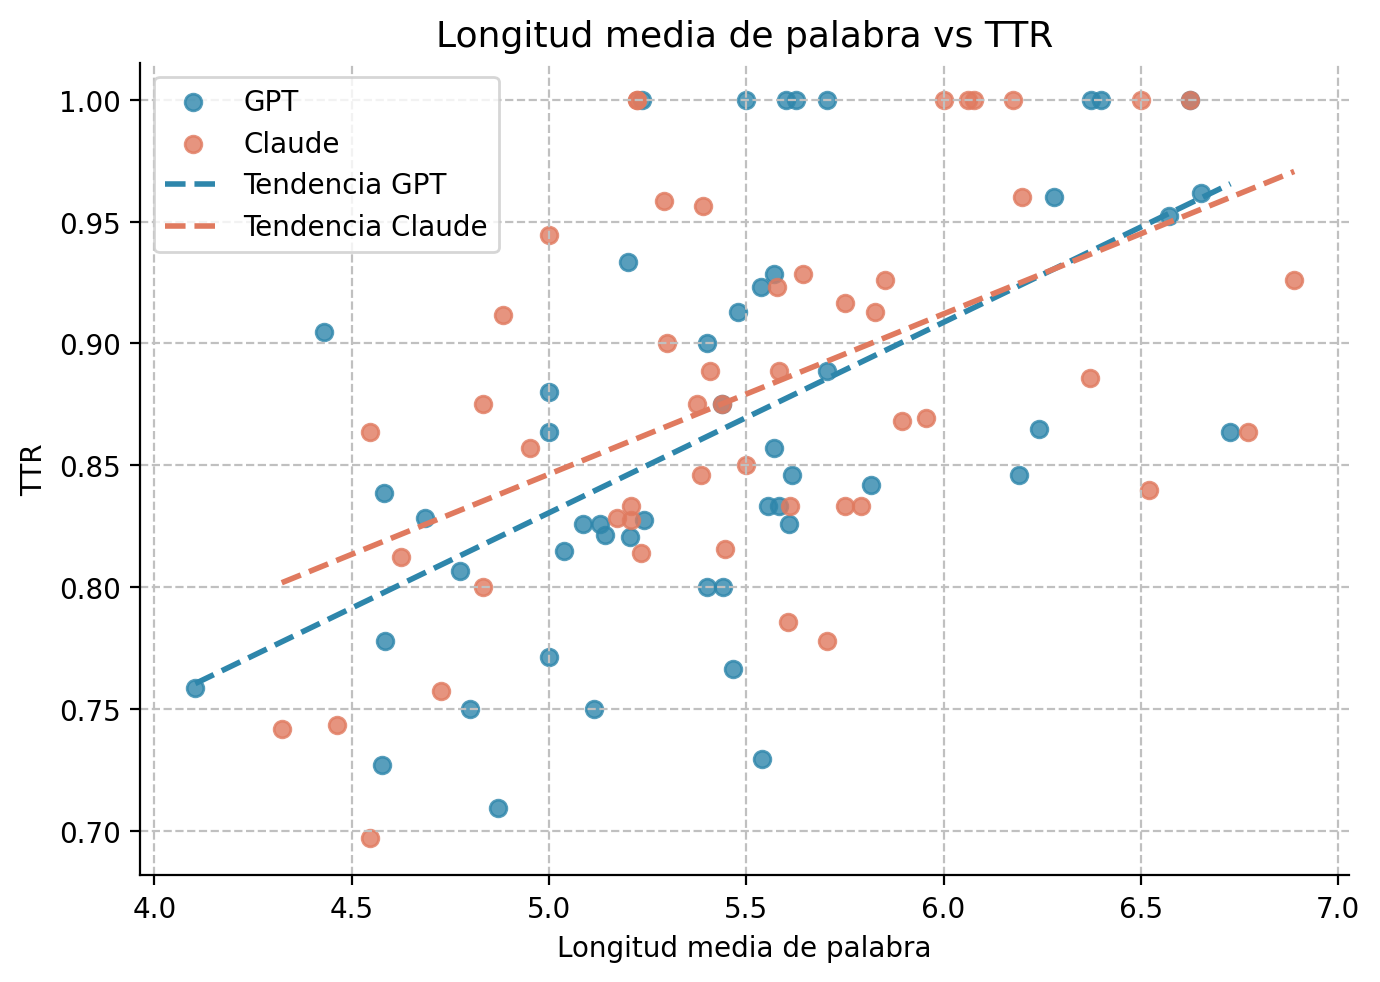 Longitud media de palabra vs TTR
GPT
Claude
Tendencia GPT
Tendencia Claude
1.00
0.95
0.90
0.85
0.80
0.75
0.70
TTR
4.0 4.5 5.0 5.5 6.0 6.5 7.0
Longitud media de palabra